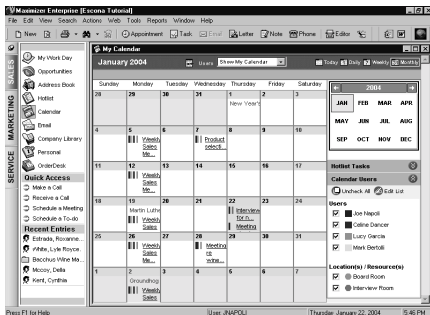 Maximizer Enterprise [Escona Tutorial]
File Edit View Search Actions Web Tools Reports Window Help
New Appointment Task Email Letter Note Phone Editor
SALES
MARKETING
SERVICE
My Work Day
Opportunities
Address Book
Hotlist
Calendar
Email
Company Library
Personal
OrderDesk
Quick Access
Make a Call
Receive a Call
Schedule a Meeting
Schedule a To-do
Recent Entries
Estrada, Roxanne...
White, Lyle Royce.
Bacchus Wine Ma...
Mccoy, Della
Kent, Cynthia
My Calendar
January 2004 Users Show My Calendar Today Daily Weekly Monthly
Sunday Monday Tuesday Wednesday Thursday Friday Saturday
28 29 30 31 1 2 3
New Year's
4 5 6 7 8 9 10
Weekly Sales Me...
Product selecti...
11 12 13 14 15 16 17
Weekly Sales Me...
18 19 20 21 22 23 24
Martin Luthe
Weekly Sales
Interview for n...
Meeting
25 26 27 28 29 30 31
Weekly Sales Me...
Meeting re wine...
1 2 3 4 5 6 7
Groundhog
Weekly Sales
2004
JAN FEB MAR APR
MAY JUN JUL AUG
SEP OCT NOV DEC
Hotlist Tasks
Calendar Users
Uncheck All Edit List
Users
Joe Napoli
Celine Dancer
Lucy Garcia
Mark Bertolli
Location(s) / Resource(s)
Board Room
Interview Room
Press F1 for Help User JNAPOLI Thursday January 22, 2004 5:46 PM